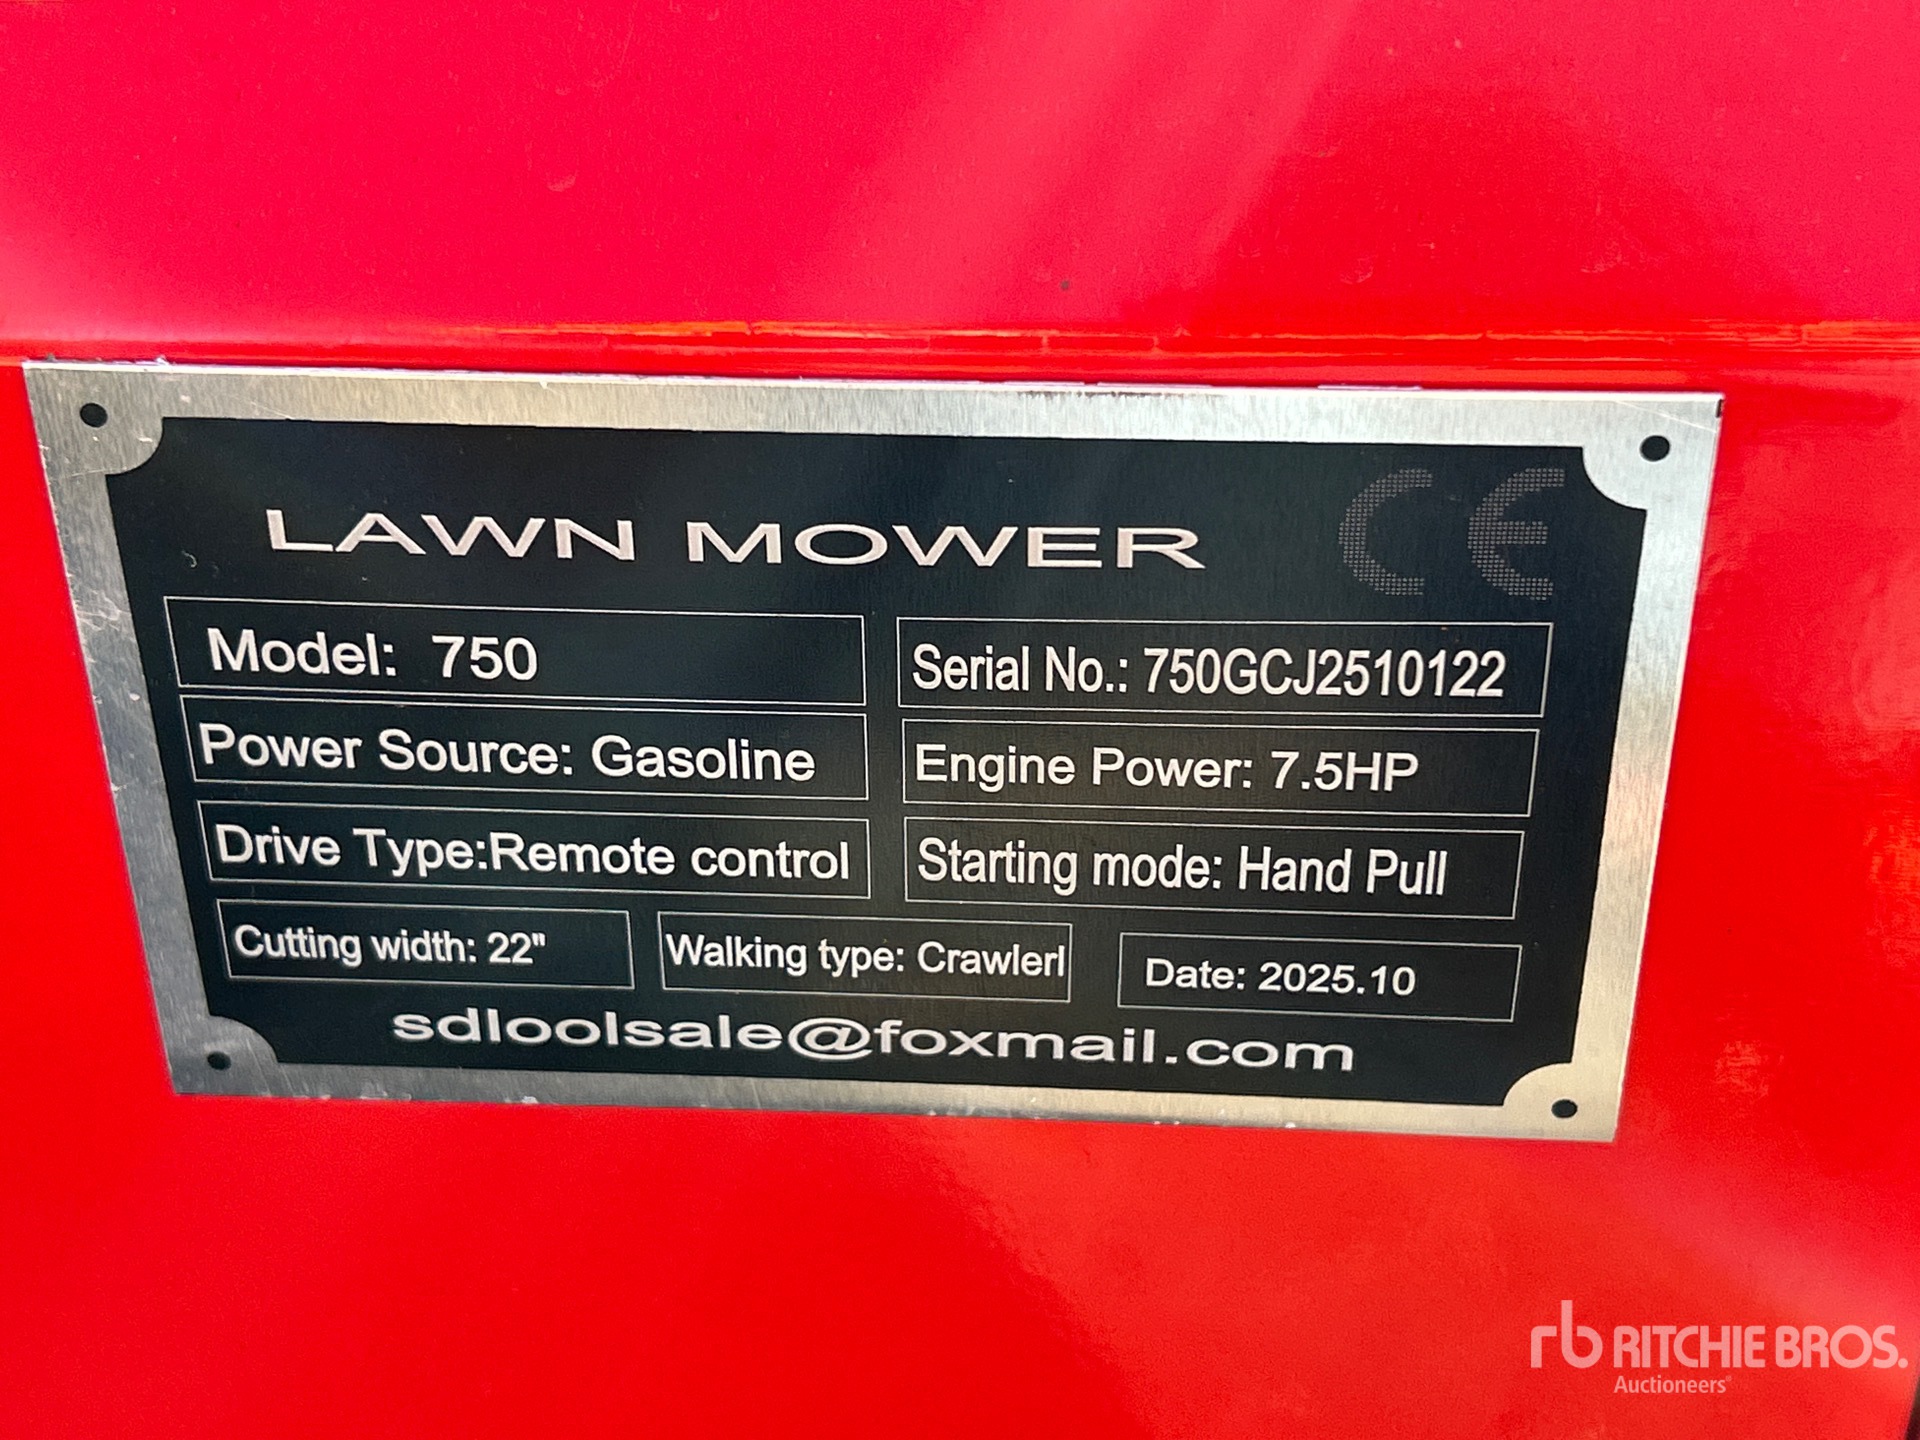 LAWN MOWER CE
Model: 750 Serial No.: 750GCJ2510122
Power Source: Gasoline Engine Power: 7.5HP
Drive Type:Remote control Starting mode: Hand Pull
Cutting width: 22" Walking type: Crawlerl Date: 2025.10
sdloolsale@foxmail.com
rb RITCHIE BROS.
Auctioneers®